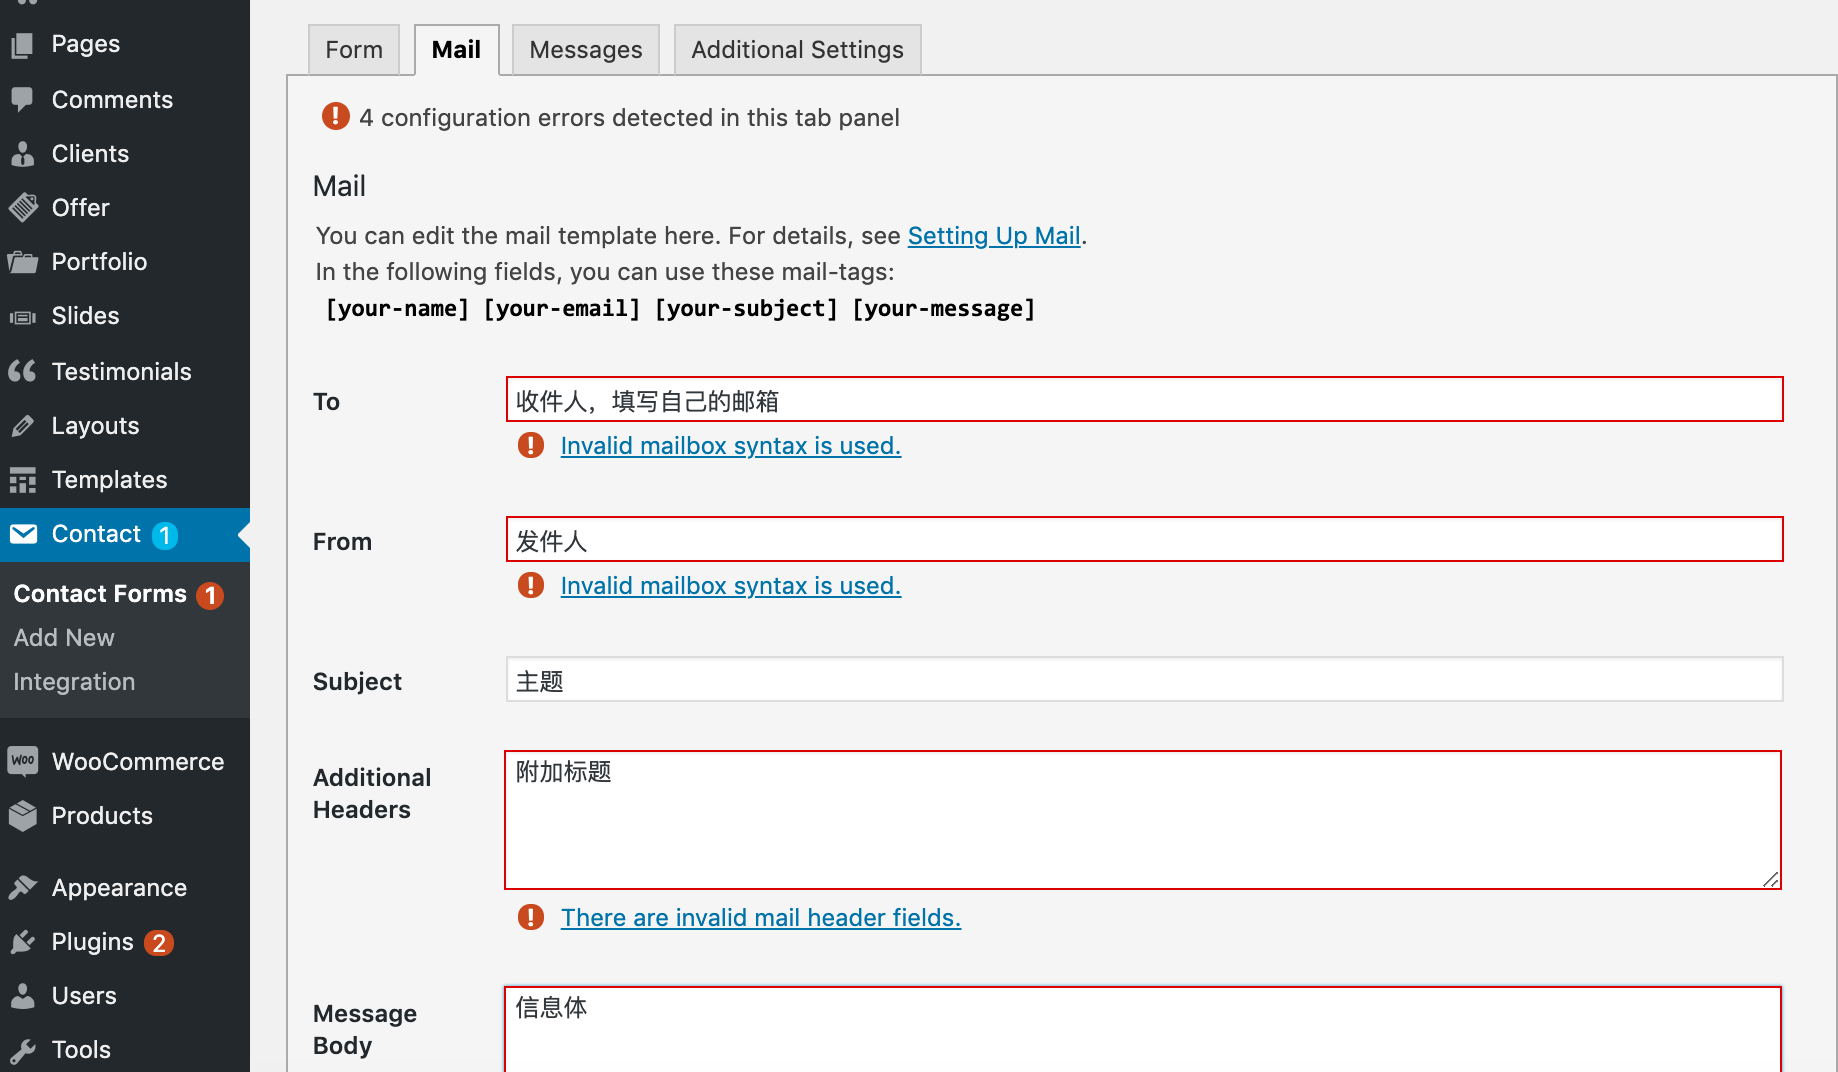 Pages
Comments
Clients
Offer
Portfolio
Slides
Testimonials
Layouts
Templates
Contact 1
Contact Forms 1
Add New
Integration
Woo WooCommerce
Products
Appearance
Plugins 2
Users
Tools
Form Mail Messages Additional Settings
! 4 configuration errors detected in this tab panel
Mail
You can edit the mail template here. For details, see Setting Up Mail.
In the following fields, you can use these mail-tags:
[your-name] [your-email] [your-subject] [your-message]
To 收件人，填写自己的邮箱
! Invalid mailbox syntax is used.
From 发件人
! Invalid mailbox syntax is used.
Subject 主题
Additional Headers 附加标题
! There are invalid mail header fields.
Message Body 信息体